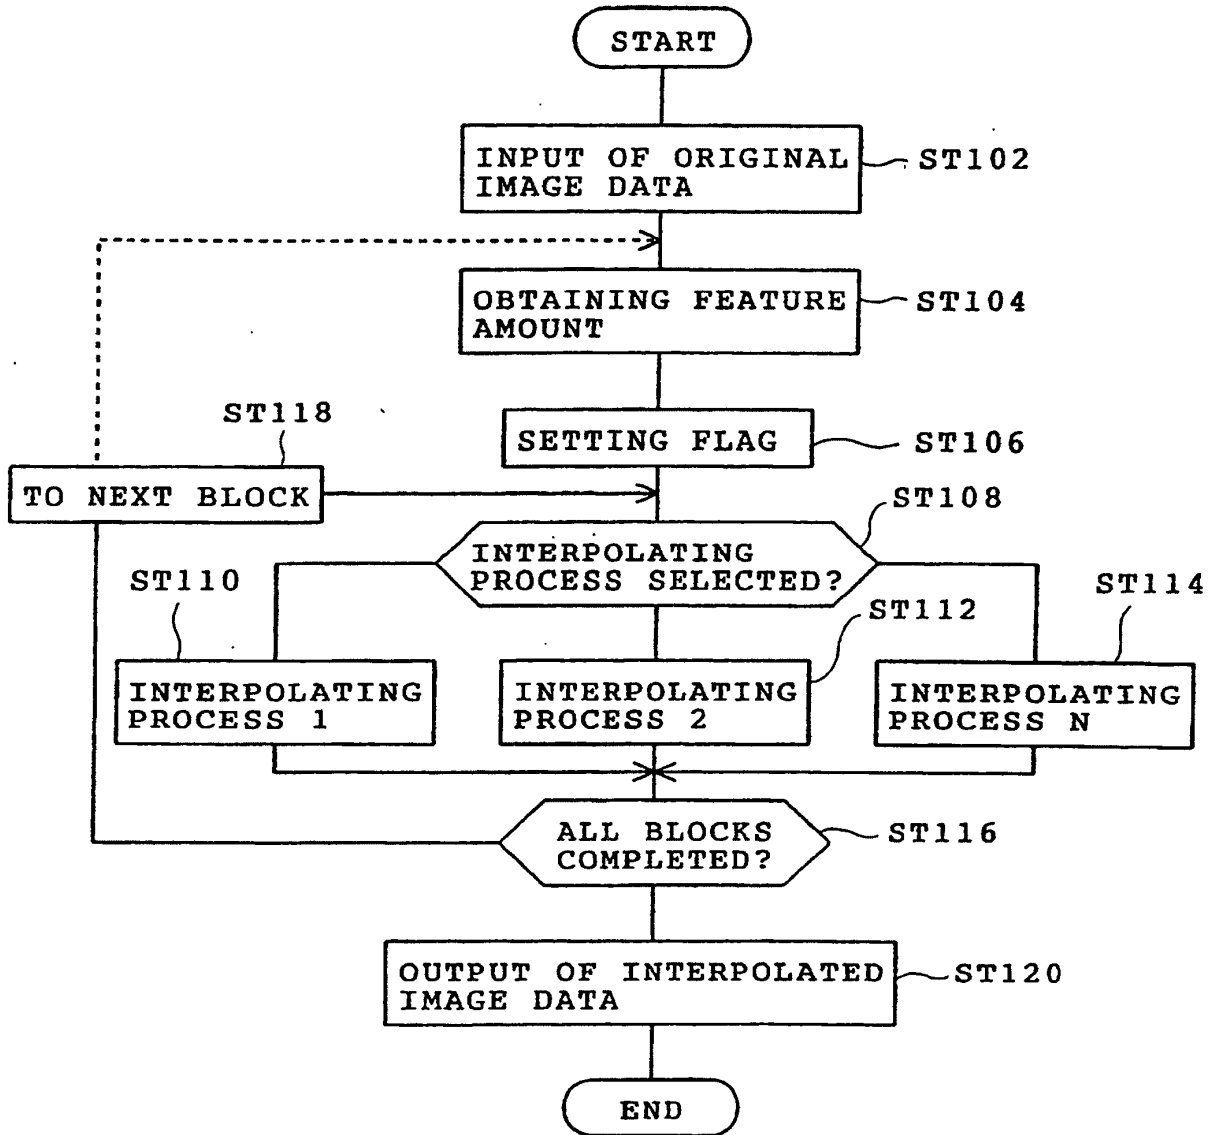 START
INPUT OF ORIGINAL
IMAGE DATA
ST102
OBTAINING FEATURE
AMOUNT
ST104
ST118
SETTING FLAG
ST106
TO NEXT BLOCK
ST108
INTERPOLATING
PROCESS SELECTED?
ST110
ST112
ST114
INTERPOLATING
PROCESS 1
INTERPOLATING
PROCESS 2
INTERPOLATING
PROCESS N
ALL BLOCKS
COMPLETED?
ST116
OUTPUT OF INTERPOLATED
IMAGE DATA
ST120
END